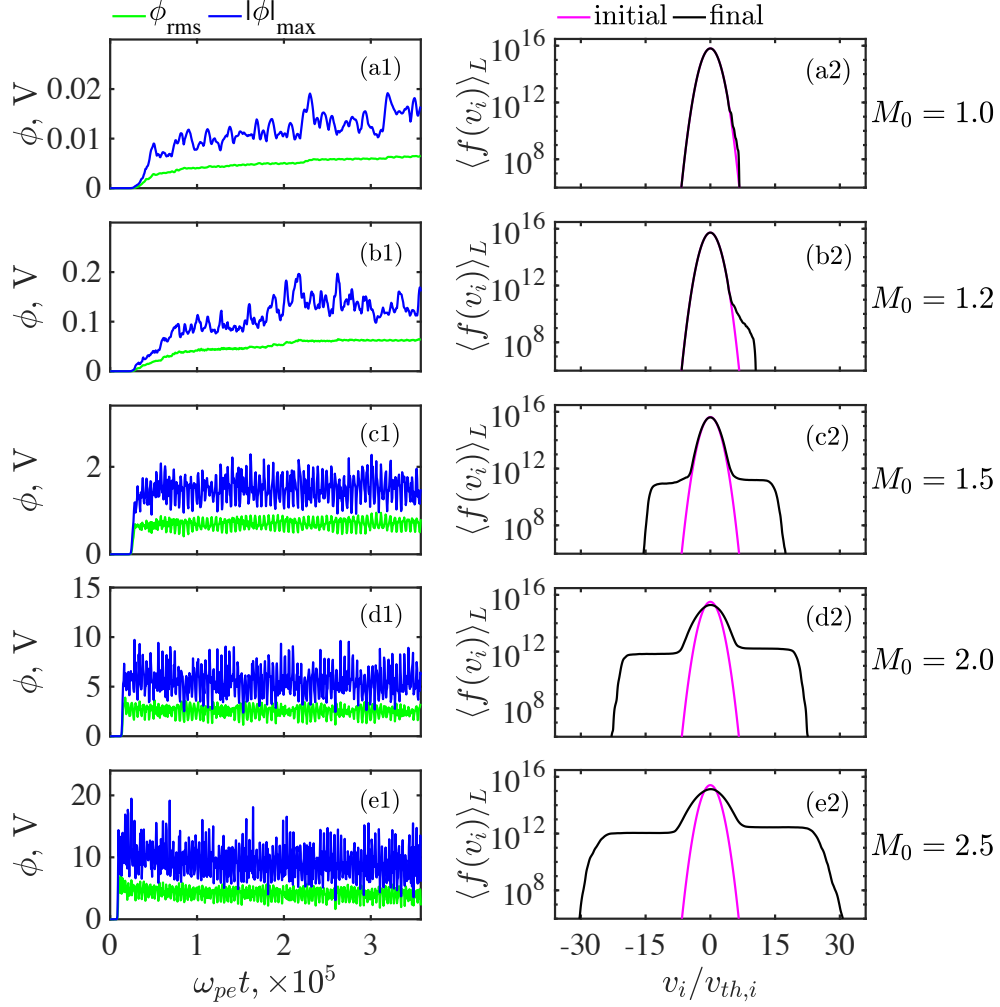 ϕ_rms |ϕ|_max initial final
ϕ, V 0.02 0.01 0 (a1)
⟨f(v_i)⟩_L 10^16 10^12 10^8 (a2) M_0 = 1.0
ϕ, V 0.2 0.1 0 (b1)
⟨f(v_i)⟩_L 10^16 10^12 10^8 (b2) M_0 = 1.2
ϕ, V 2 0 (c1)
⟨f(v_i)⟩_L 10^16 10^12 10^8 (c2) M_0 = 1.5
ϕ, V 15 10 5 0 (d1)
⟨f(v_i)⟩_L 10^16 10^12 10^8 (d2) M_0 = 2.0
ϕ, V 20 10 0 (e1)
⟨f(v_i)⟩_L 10^16 10^12 10^8 (e2) M_0 = 2.5
0 1 2 3 -30 -15 0 15 30
ω_pe t, ×10^5 v_i/v_th,i